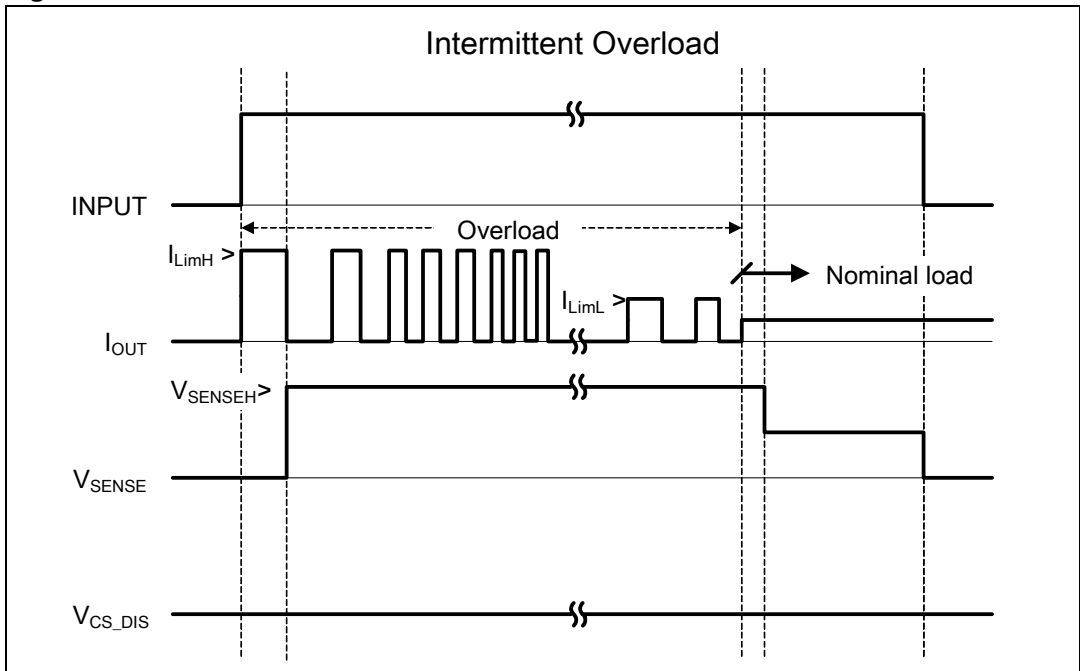 Intermittent Overload
INPUT
Overload
I_LimH >
Nominal load
I_LimL >
I_OUT
V_SENSEH>
V_SENSE
V_CS_DIS